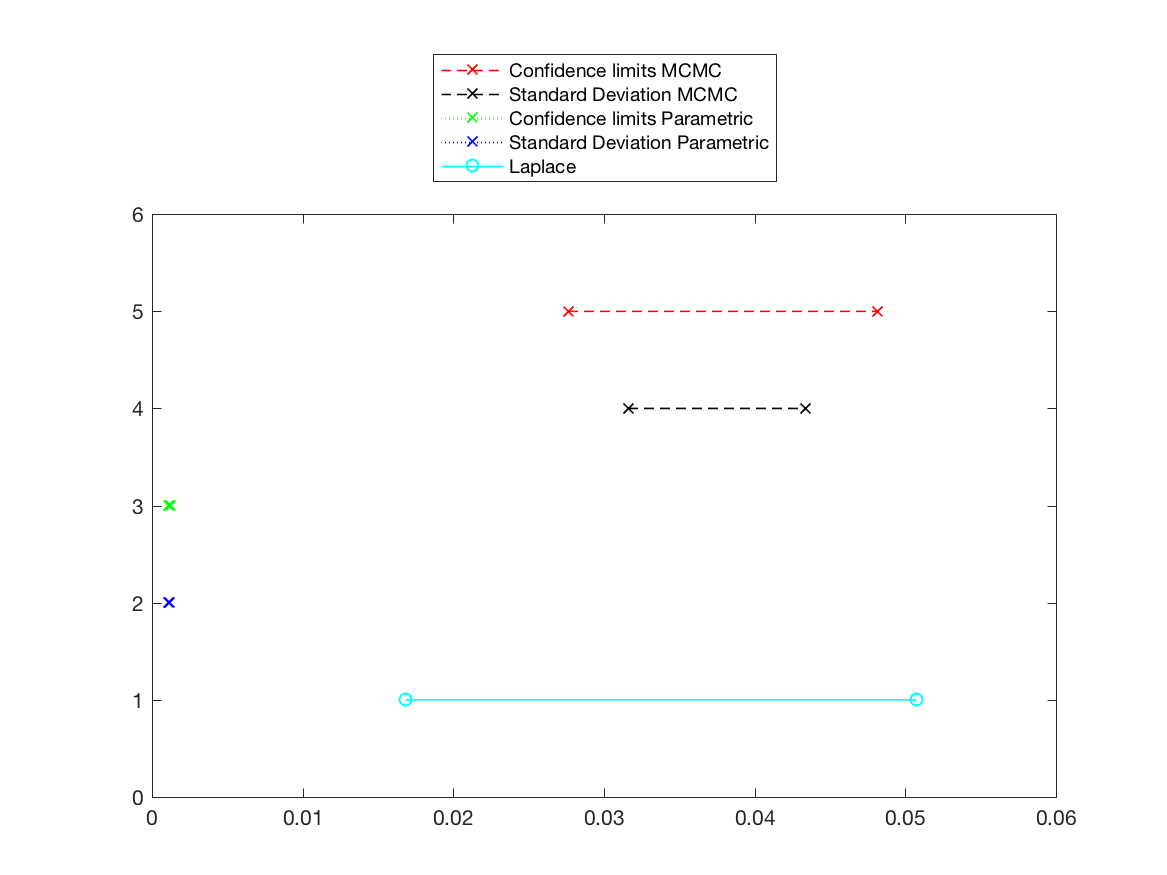 Confidence limits MCMC
Standard Deviation MCMC
Confidence limits Parametric
Standard Deviation Parametric
Laplace
6
5
4
3
2
1
0
0 0.01 0.02 0.03 0.04 0.05 0.06